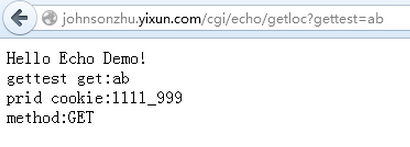 johnsonzhu.yixun.com/cgi/echo/getloc?gettest=ab
Hello Echo Demo!
gettest get:ab
prid cookie:1111_999
method:GET